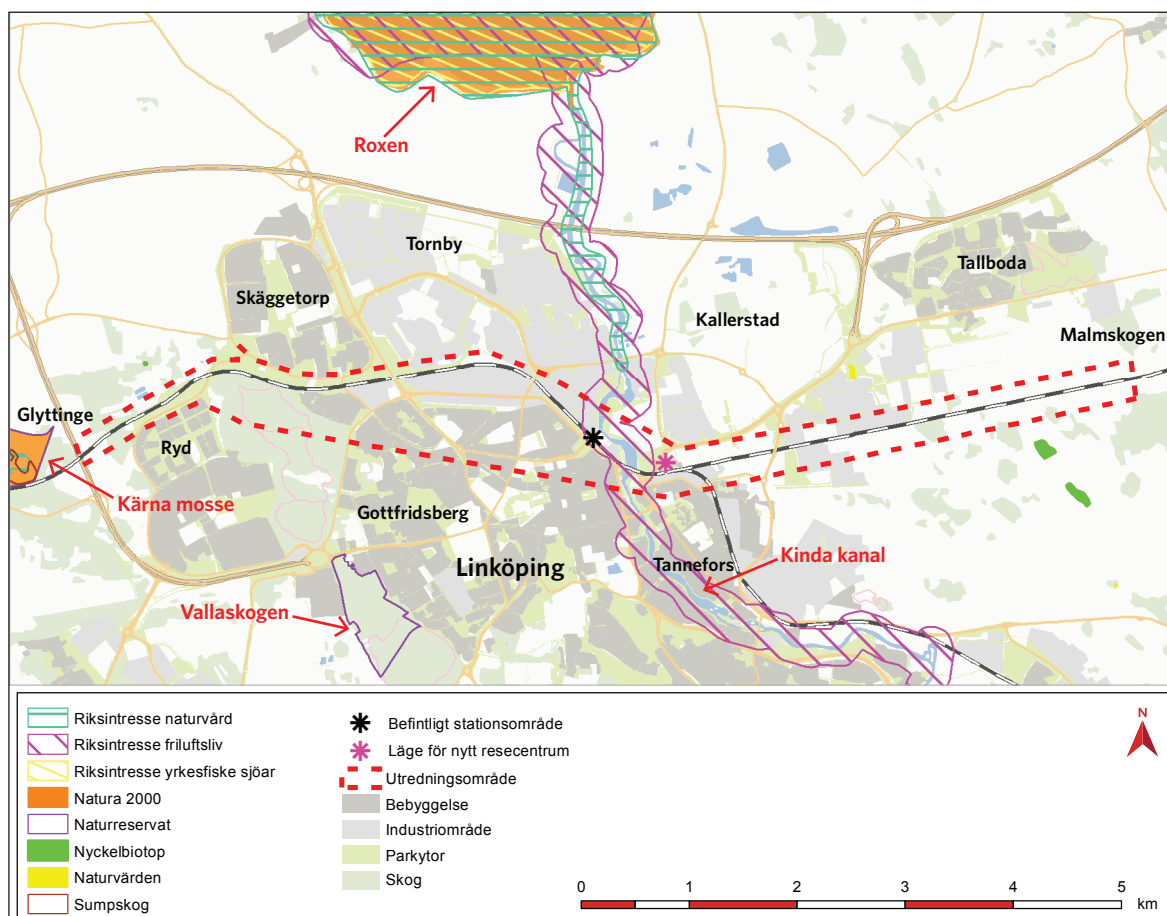 Roxen
Tornby
Tallboda
Skäggetorp
Kallerstad
Malmskogen
Glyttinge
Ryd
Kärna mosse
Gottfridsberg
Linköping
Tannefors
Kinda kanal
Vallaskogen
Riksintresse naturvård
Riksintresse friluftsliv
Riksintresse yrkesfiske sjöar
Natura 2000
Naturreservat
Nyckelbiotop
Naturvärden
Sumpskog
Befintligt stationsområde
Läge för nytt resecentrum
Utredningsområde
Bebyggelse
Industriområde
Parkytor
Skog
N
0 1 2 3 4 5
km